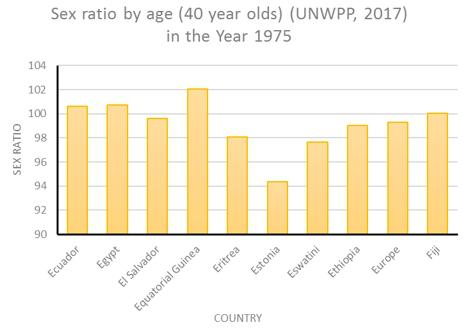 Sex ratio by age (40 year olds) (UNWPP, 2017)
in the Year 1975
SEX RATIO
104
102
100
98
96
94
92
90
Ecuador
Egypt
El Salvador
Equatorial Guinea
Eritrea
Estonia
Eswatini
Ethiopia
Europe
Fiji
COUNTRY